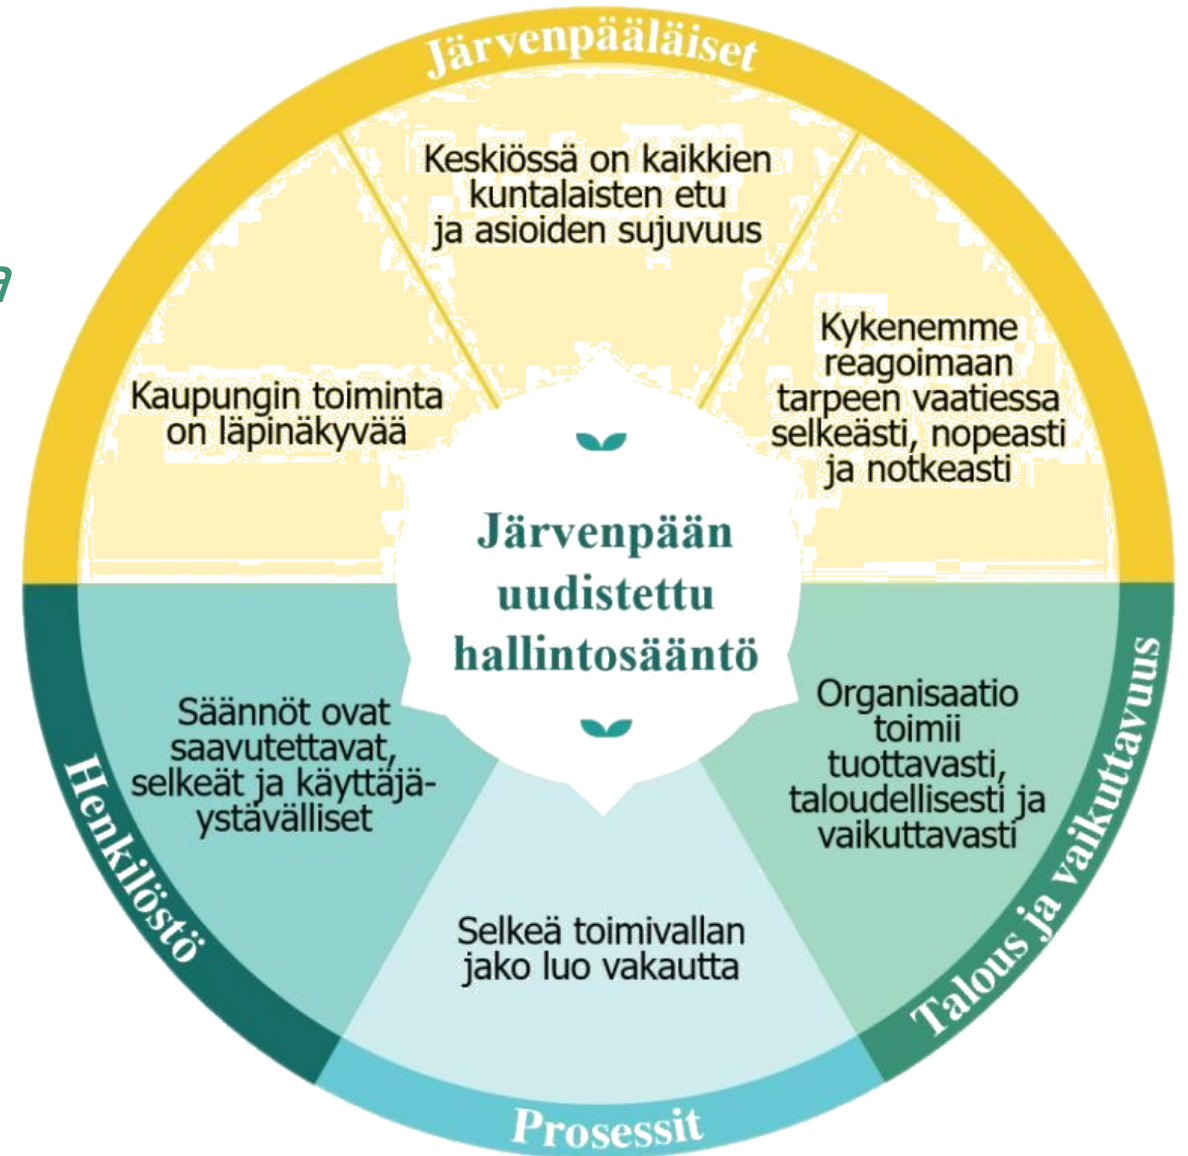 Järvenpääläiset
Keskiössä on kaikkien
kuntalaisten etu
ja asioiden sujuvuus
Kaupungin toiminta
on läpinäkyvää
Kykenemme
reagoimaan
tarpeen vaatiessa
selkeästi, nopeasti
ja notkeasti
Järvenpään
uudistettu
hallintosääntö
Säännöt ovat
saavutettavat,
selkeät ja käyttäjä-
ystävälliset
Organisaatio
toimii
tuottavasti,
taloudellisesti ja
vaikuttavasti
Selkeä toimivallan
jako luo vakautta
Henkilöstö
Talous ja vaikuttavuus
Prosessit